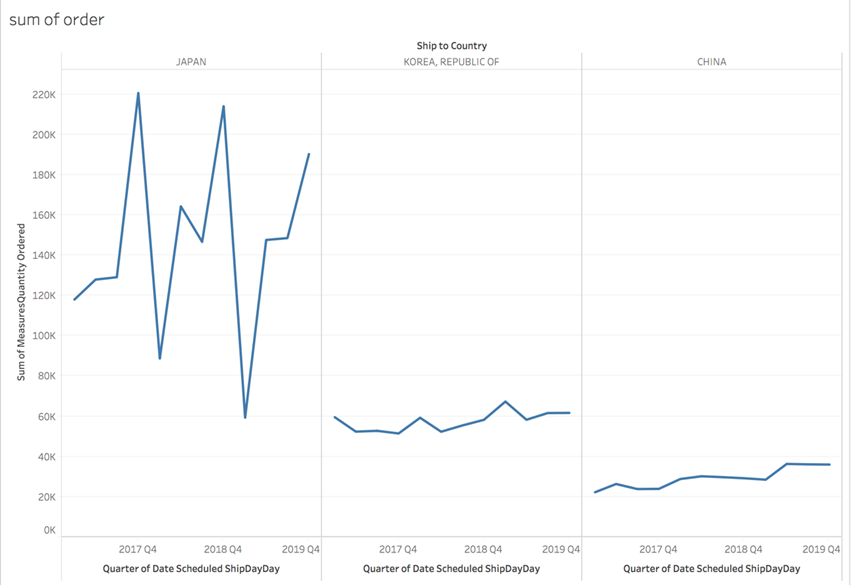 sum of order
Ship to Country
JAPAN
KOREA, REPUBLIC OF
CHINA
Sum of MeasuresQuantity Ordered
220K
200K
180K
160K
140K
120K
100K
80K
60K
40K
20K
0K
2017 Q4 2018 Q4 2019 Q4
2017 Q4 2018 Q4 2019 Q4
2017 Q4 2018 Q4 2019 Q4
Quarter of Date Scheduled ShipDayDay
Quarter of Date Scheduled ShipDayDay
Quarter of Date Scheduled ShipDayDay